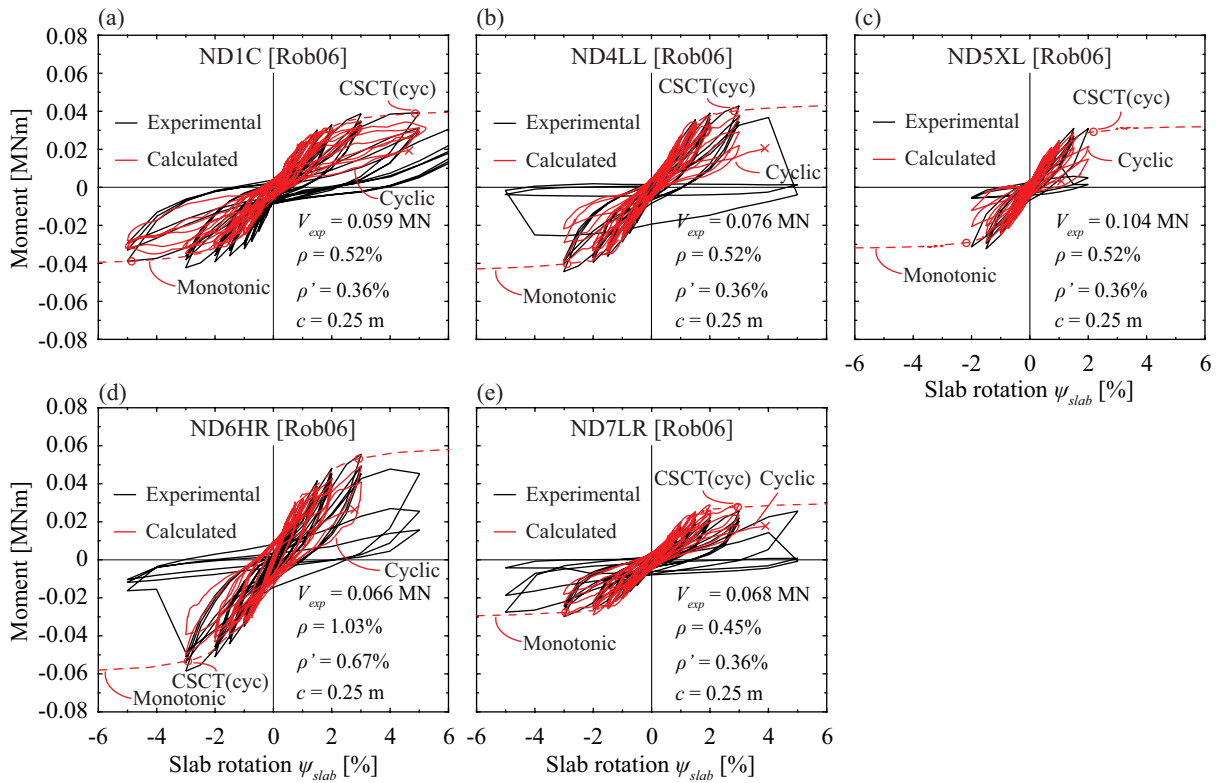 (a)
ND1C [Rob06]
CSCT(cyc)
Experimental
Calculated
Cyclic
Monotonic
V_exp = 0.059 MN
ρ = 0.52%
ρ’ = 0.36%
c = 0.25 m
Moment [MNm]
0.08
0.06
0.04
0.02
0
-0.02
-0.04
-0.06
-0.08
(b)
ND4LL [Rob06]
CSCT(cyc)
Experimental
Calculated
Cyclic
Monotonic
V_exp = 0.076 MN
ρ = 0.52%
ρ’ = 0.36%
c = 0.25 m
(c)
ND5XL [Rob06]
CSCT(cyc)
Experimental
Calculated
Cyclic
Monotonic
V_exp = 0.104 MN
ρ = 0.52%
ρ’ = 0.36%
c = 0.25 m
-6 -4 -2 0 2 4 6
Slab rotation ψ_slab [%]
(d)
ND6HR [Rob06]
Experimental
Calculated
Cyclic
CSCT(cyc)
Monotonic
V_exp = 0.066 MN
ρ = 1.03%
ρ’ = 0.67%
c = 0.25 m
Moment [MNm]
0.08
0.06
0.04
0.02
0
-0.02
-0.04
-0.06
-0.08
-6 -4 -2 0 2 4 6
Slab rotation ψ_slab [%]
(e)
ND7LR [Rob06]
CSCT(cyc) Cyclic
Experimental
Calculated
Monotonic
V_exp = 0.068 MN
ρ = 0.45%
ρ’ = 0.36%
c = 0.25 m
-6 -4 -2 0 2 4 6
Slab rotation ψ_slab [%]